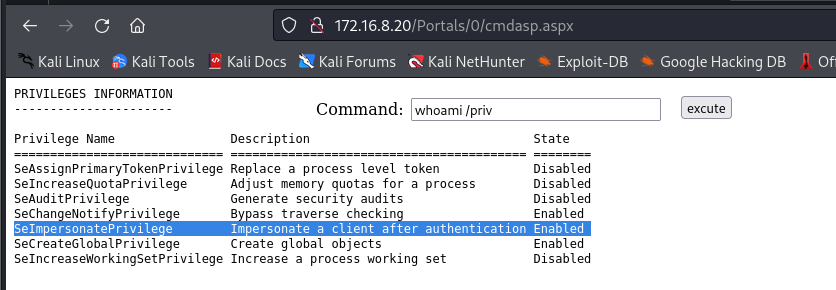 172.16.8.20/Portals/0/cmdasp.aspx
Kali Linux Kali Tools Kali Docs Kali Forums Kali NetHunter Exploit-DB Google Hacking DB
PRIVILEGES INFORMATION
----------------------
Command: whoami /priv excute
Privilege Name Description State
============================= ========================================= ========
SeAssignPrimaryTokenPrivilege Replace a process level token Disabled
SeIncreaseQuotaPrivilege Adjust memory quotas for a process Disabled
SeAuditPrivilege Generate security audits Disabled
SeChangeNotifyPrivilege Bypass traverse checking Enabled
SeImpersonatePrivilege Impersonate a client after authentication Enabled
SeCreateGlobalPrivilege Create global objects Enabled
SeIncreaseWorkingSetPrivilege Increase a process working set Disabled